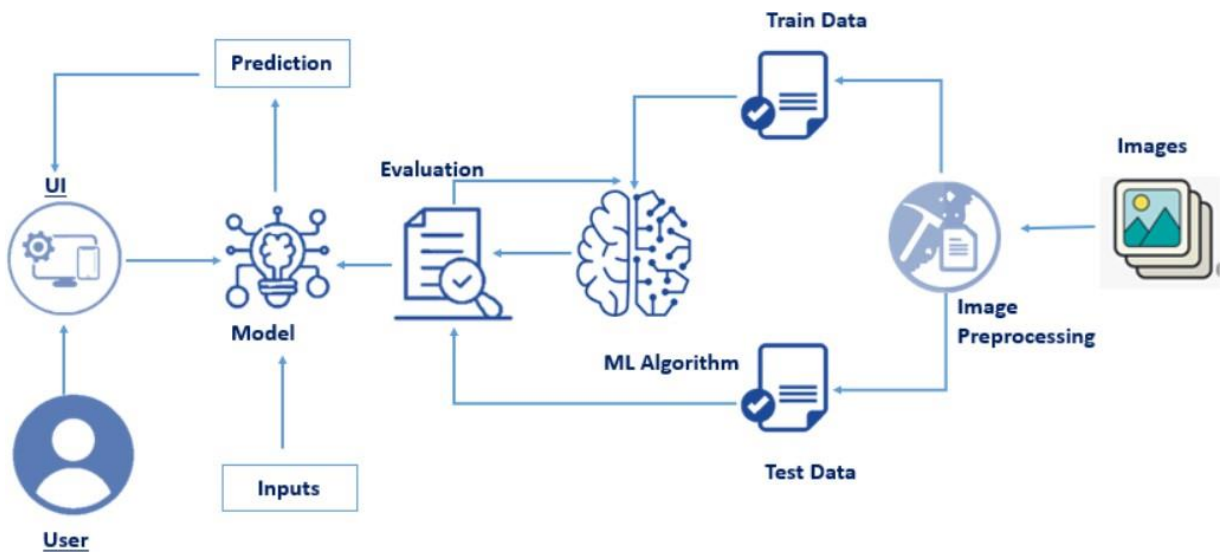 Train Data
Prediction
Images
Evaluation
UI
Model
Image
Preprocessing
ML Algorithm
Test Data
Inputs
User